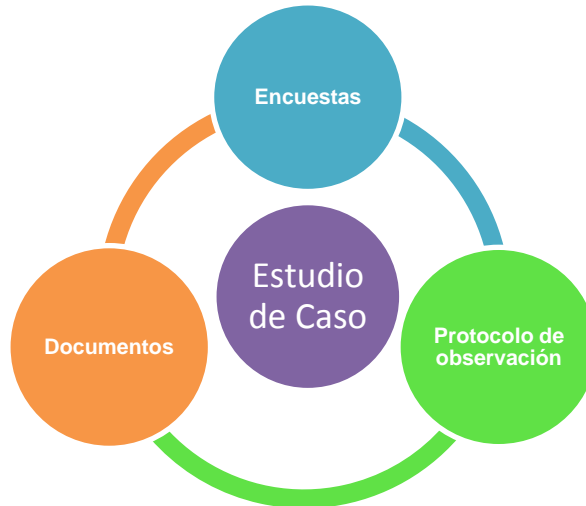 Encuestas
Estudio
de Caso
Documentos
Protocolo de
observación